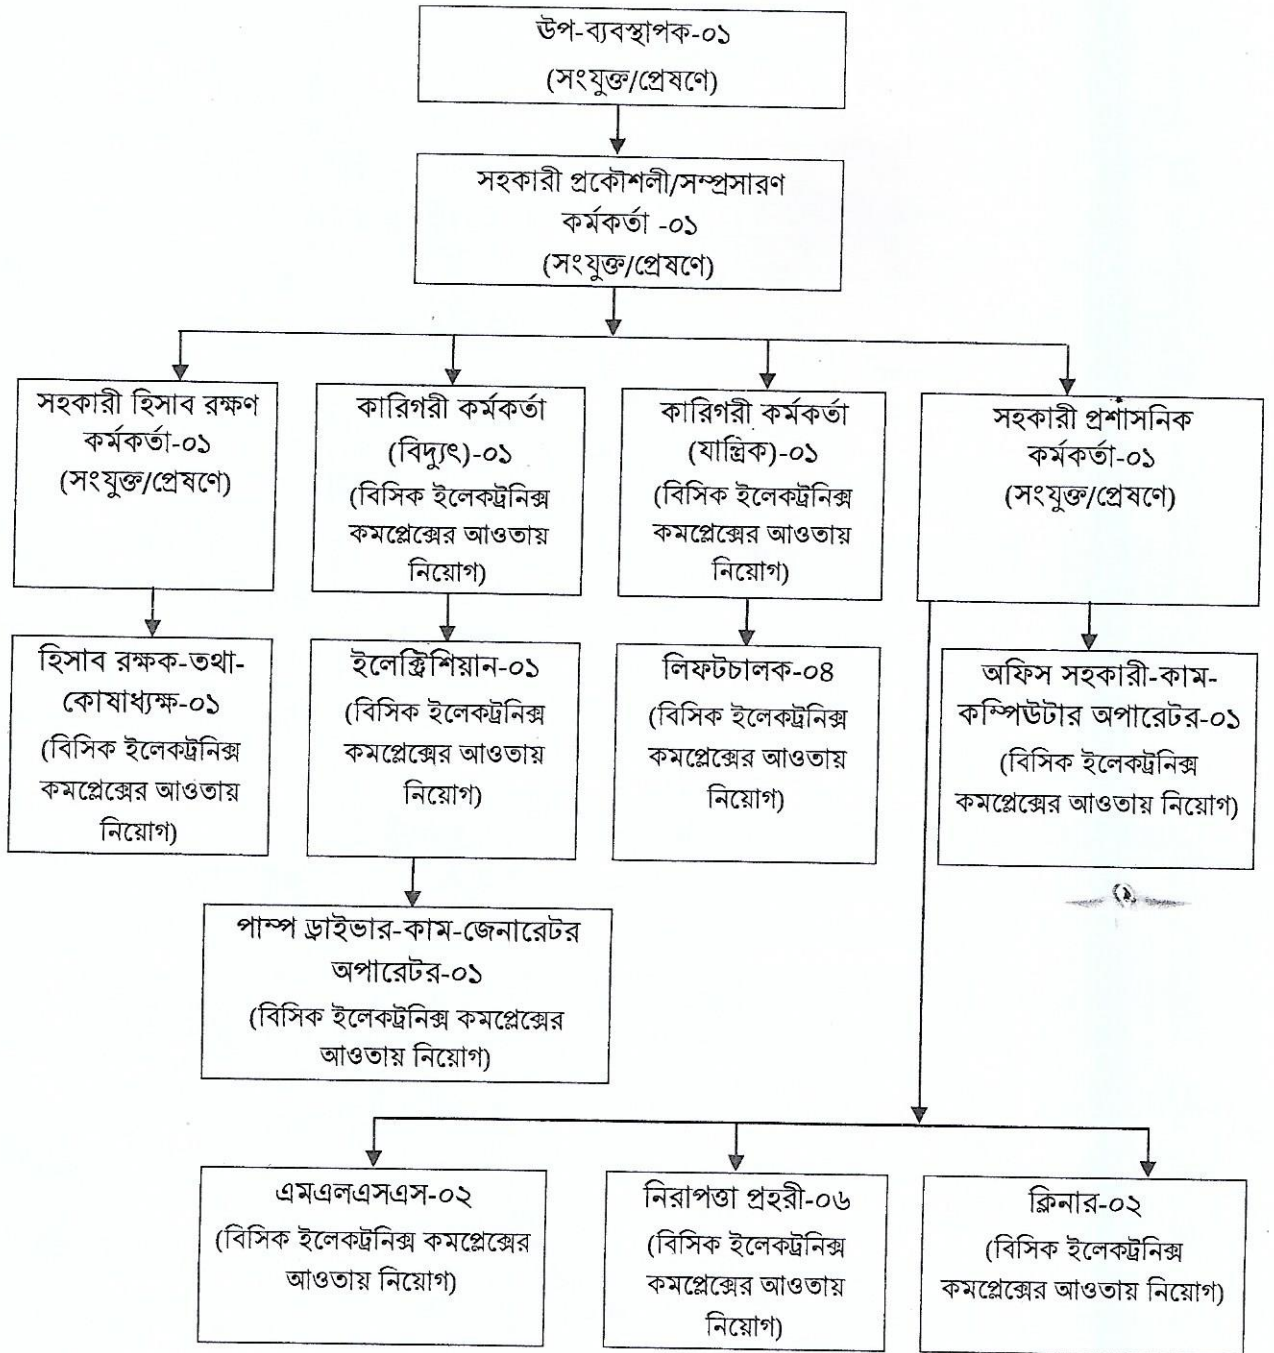 উপ-ব্যবস্থাপক-০১
(সংযুক্ত/প্রেষণে)
সহকারী প্রকৌশলী/সম্প্রসারণ
কর্মকর্তা -০১
(সংযুক্ত/প্রেষণে)
সহকারী হিসাব রক্ষণ
কর্মকর্তা-০১
(সংযুক্ত/প্রেষণে)
কারিগরী কর্মকর্তা
(বিদ্যুৎ)-০১
(বিসিক ইলেকট্রনিক্স
কমপ্লেক্সের আওতায়
নিয়োগ)
কারিগরী কর্মকর্তা
(যান্ত্রিক)-০১
(বিসিক ইলেকট্রনিক্স
কমপ্লেক্সের আওতায়
নিয়োগ)
সহকারী প্রশাসনিক
কর্মকর্তা-০১
(সংযুক্ত/প্রেষণে)
হিসাব রক্ষক-তথা-
কোষাধ্যক্ষ-০১
(বিসিক ইলেকট্রনিক্স
কমপ্লেক্সের আওতায়
নিয়োগ)
ইলেক্ট্রিশিয়ান-০১
(বিসিক ইলেকট্রনিক্স
কমপ্লেক্সের আওতায়
নিয়োগ)
লিফটচালক-০৪
(বিসিক ইলেকট্রনিক্স
কমপ্লেক্সের আওতায়
নিয়োগ)
অফিস সহকারী-কাম-
কম্পিউটার অপারেটর-০১
(বিসিক ইলেকট্রনিক্স
কমপ্লেক্সের আওতায় নিয়োগ)
পাম্প ড্রাইভার-কাম-জেনারেটর
অপারেটর-০১
(বিসিক ইলেকট্রনিক্স কমপ্লেক্সের
আওতায় নিয়োগ)
এমএলএসএস-০২
(বিসিক ইলেকট্রনিক্স কমপ্লেক্সের
আওতায় নিয়োগ)
নিরাপত্তা প্রহরী-০৬
(বিসিক ইলেকট্রনিক্স
কমপ্লেক্সের আওতায়
নিয়োগ)
ক্লিনার-০২
(বিসিক ইলেকট্রনিক্স
কমপ্লেক্সের আওতায় নিয়োগ)